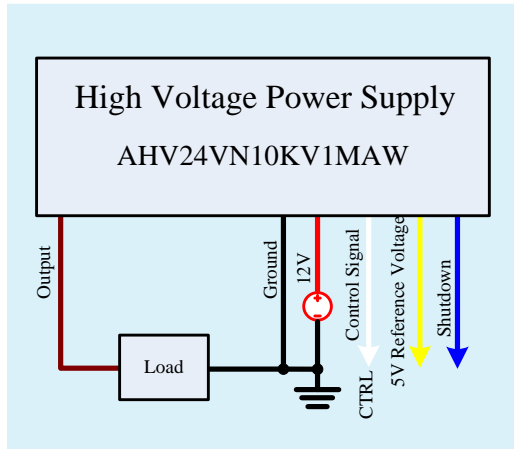 High Voltage Power Supply
AHV24VN10KV1MAW
Output
Ground
12V
Control Signal
5V Reference Voltage
Shutdown
Load
CTRL